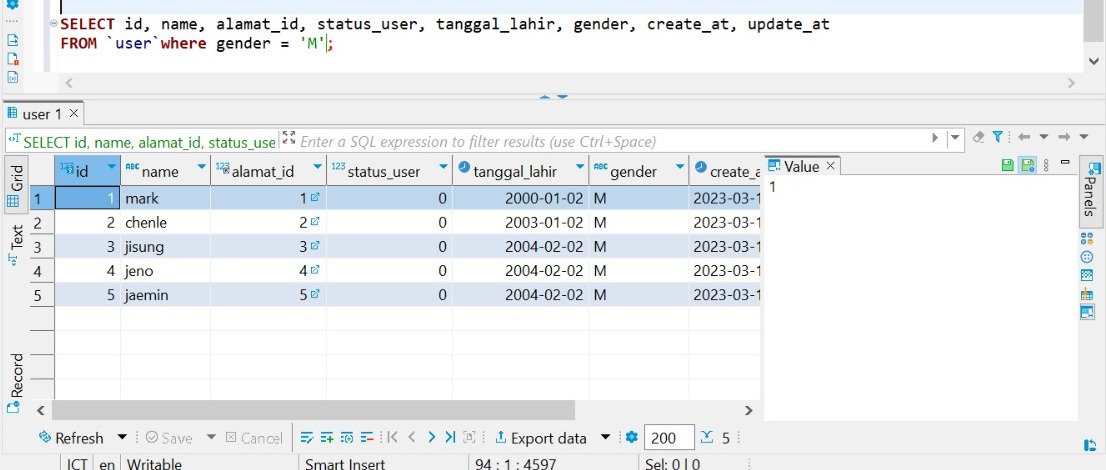 SELECT id, name, alamat_id, status_user, tanggal_lahir, gender, create_at, update_at
FROM `user`where gender = 'M';
user 1
SELECT id, name, alamat_id, status_use Enter a SQL expression to filter results (use Ctrl+Space)
Grid
Text
Record
123 id ABC name 123 alamat_id 123 status_user tanggal_lahir ABC gender create_a
1 1 mark 1 0 2000-01-02 M 2023-03-1
2 2 chenle 2 0 2003-01-02 M 2023-03-1
3 3 jisung 3 0 2004-02-02 M 2023-03-1
4 4 jeno 4 0 2004-02-02 M 2023-03-1
5 5 jaemin 5 0 2004-02-02 M 2023-03-1
Value
1
Panels
Refresh Save Cancel Export data 200 5
ICT en Writable Smart Insert 94 : 1 : 4597 Sel: 0 | 0